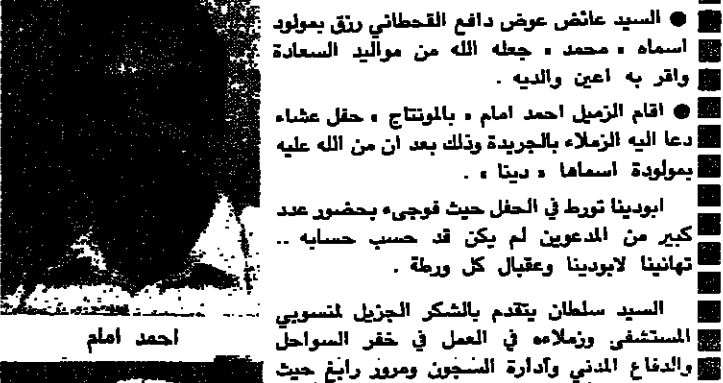 ● السيد عائض عوض دافع القحطاني رزق بمولود
اسماه « محمد » جعله الله من مواليد السعادة
واقر به اعين والديه .
● اقام الزميل احمد امام « بالمونتاج » حفل عشاء
دعا اليه الزملاء بالجريدة وذلك بعد ان من الله عليه
بمولودة اسماها « دينا » .
ابودينا تورط في الحفل حيث فوجىء بحضور عدد
كبير من المدعوين لم يكن قد حسب حسابه ..
تهانينا لابودينا وعقبال كل ورطة .
السيد سلطان يتقدم بالشكر الجزيل لمنسوبي
المستشفى وزملاءه في العمل في خفر السواحل
والدفاع المدني وآدارة السجون ومرور رابغ حيث
احمد امام